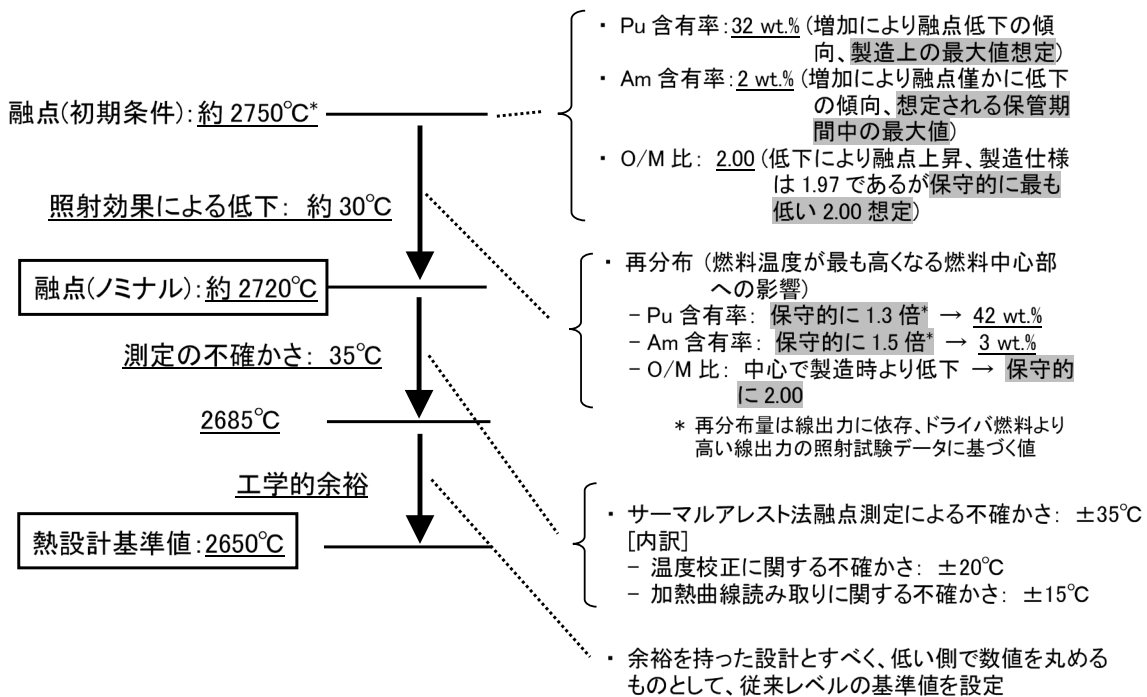 融点(初期条件)：約 2750℃*
照射効果による低下： 約 30℃
融点(ノミナル)：約 2720℃
測定の不確かさ： 35℃
2685℃
工学的余裕
熱設計基準値：2650℃
・ Pu 含有率：32 wt.% (増加により融点低下の傾
向、製造上の最大値想定)
・ Am 含有率：2 wt.% (増加により融点僅かに低下
の傾向、想定される保管期
間中の最大値)
・ O/M 比： 2.00 (低下により融点上昇、製造仕様
は 1.97 であるが保守的に最も
低い 2.00 想定)
・ 再分布 (燃料温度が最も高くなる燃料中心部
への影響)
− Pu 含有率： 保守的に 1.3 倍* → 42 wt.%
− Am 含有率： 保守的に 1.5 倍* → 3 wt.%
− O/M 比： 中心で製造時より低下 → 保守的
に 2.00
* 再分布量は線出力に依存、ドライバ燃料より
高い線出力の照射試験データに基づく値
・ サーマルアレスト法融点測定による不確かさ： ±35℃
[内訳]
− 温度校正に関する不確かさ： ±20℃
− 加熱曲線読み取りに関する不確かさ： ±15℃
・ 余裕を持った設計とすべく、低い側で数値を丸める
ものとして、従来レベルの基準値を設定